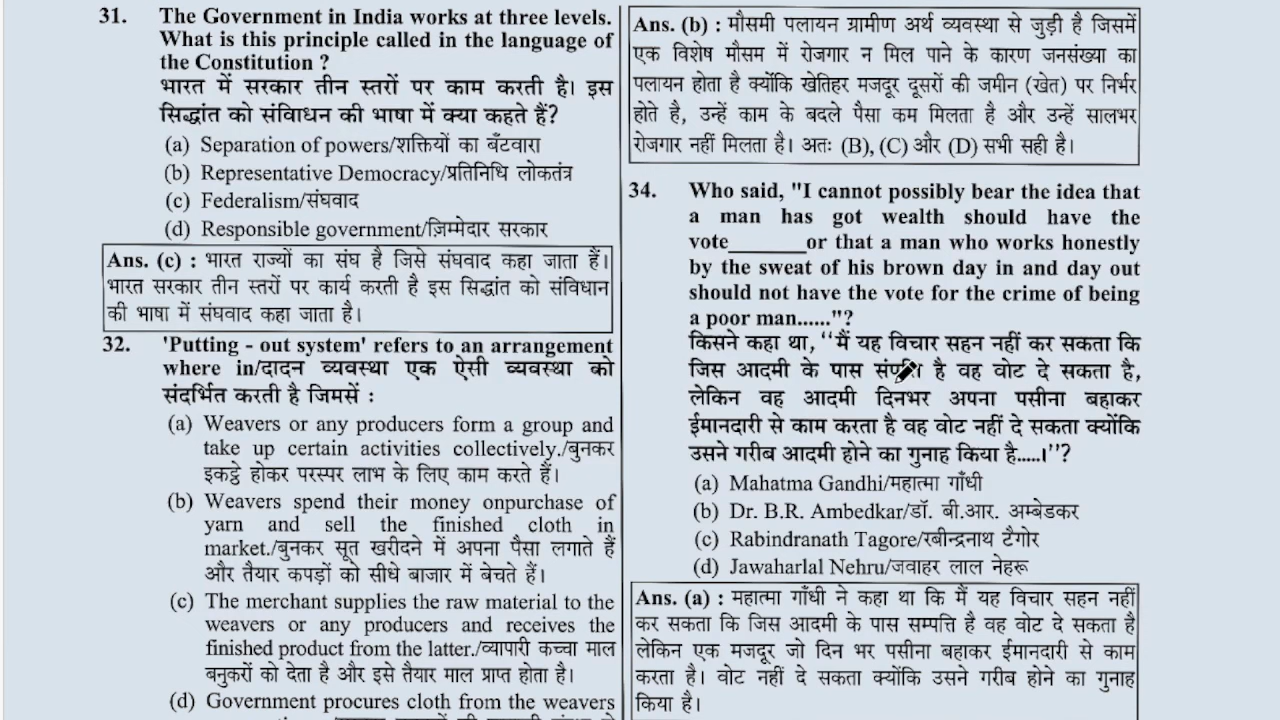 31. The Government in India works at three levels.
What is this principle called in the language of
the Constitution ?
भारत में सरकार तीन स्तरों पर काम करती है। इस
सिद्धांत को संविाधन की भाषा में क्या कहते हैं?
(a) Separation of powers/शक्तियों का बँटवारा
(b) Representative Democracy/प्रतिनिधि लोकतंत्र
(c) Federalism/संघवाद
(d) Responsible government/ज़िम्मेदार सरकार
Ans. (c) : भारत राज्यों का संघ है जिसे संघवाद कहा जाता हैं।
भारत सरकार तीन स्तरों पर कार्य करती है इस सिद्धांत को संविधान
की भाषा में संघवाद कहा जाता है।
32. 'Putting - out system' refers to an arrangement
where in/दादन व्यवस्था एक ऐसी व्यवस्था को
संदर्भित करती है जिमसें :
(a) Weavers or any producers form a group and
take up certain activities collectively./बुनकर
इकट्ठे होकर परस्पर लाभ के लिए काम करते हैं।
(b) Weavers spend their money onpurchase of
yarn and sell the finished cloth in
market./बुनकर सूत खरीदने में अपना पैसा लगाते हैं
और तैयार कपड़ों को सीधे बाजार में बेचते हैं।
(c) The merchant supplies the raw material to the
weavers or any producers and receives the
finished product from the latter./व्यापारी कच्चा माल
बनुकरों को देता है और इसे तैयार माल प्राप्त होता है।
(d) Government procures cloth from the weavers
Ans. (b) : मौसमी पलायन ग्रामीण अर्थ व्यवस्था से जुड़ी है जिसमें
एक विशेष मौसम में रोजगार न मिल पाने के कारण जनसंख्या का
पलायन होता है क्योंकि खेतिहर मजदूर दूसरों की जमीन (खेत) पर निर्भर
होते है, उन्हें काम के बदले पैसा कम मिलता है और उन्हें सालभर
रोजगार नहीं मिलता है। अतः (B), (C) और (D) सभी सही है।
34. Who said, "I cannot possibly bear the idea that
a man has got wealth should have the
vote_______or that a man who works honestly
by the sweat of his brown day in and day out
should not have the vote for the crime of being
a poor man......"?
किसने कहा था, ‘‘मैं यह विचार सहन नहीं कर सकता कि
जिस आदमी के पास है वह वोट दे सकता है,
लेकिन वह आदमी दिनभर अपना पसीना बहाकर
ईमानदारी से काम करता है वह वोट नहीं दे सकता क्योंकि
उसने गरीब आदमी होने का गुनाह किया है.....।’’?
(a) Mahatma Gandhi/महात्मा गाँधी
(b) Dr. B.R. Ambedkar/डॉ. बी.आर. अम्बेडकर
(c) Rabindranath Tagore/रबीन्द्रनाथ टैगोर
(d) Jawaharlal Nehru/जवाहर लाल नेहरू
Ans. (a) : महात्मा गाँधी ने कहा था कि मैं यह विचार सहन नहीं
कर सकता कि जिस आदमी के पास सम्पत्ति है वह वोट दे सकता है
लेकिन एक मजदूर जो दिन भर पसीना बहाकर ईमानदारी से काम
करता है। वोट नहीं दे सकता क्योंकि उसने गरीब होने का गुनाह
किया है।